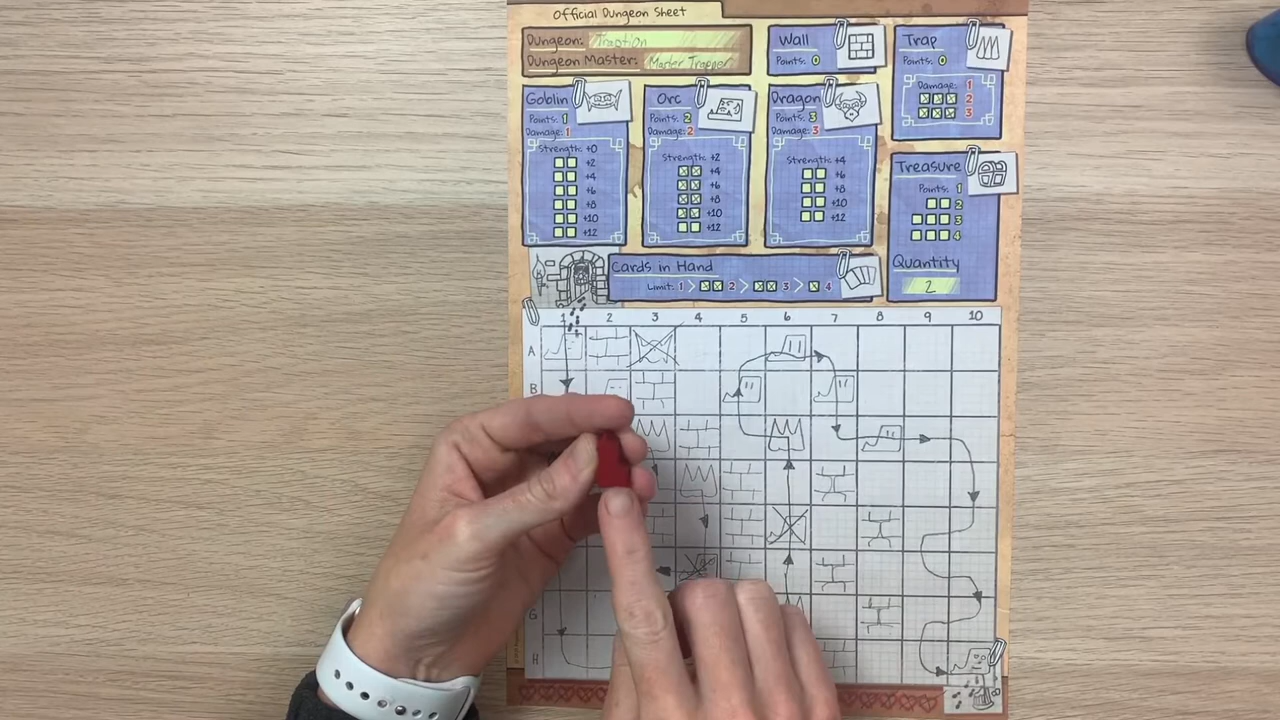 Official Dungeon Sheet
Dungeon: Traption
Dungeon Master: Master Trapper
Wall
Points: 0
Trap
Points: 0
Damage: 1
2
3
Goblin
Points: 1
Damage: 1
Strength: +0
+2
+4
+6
+8
+10
+12
Orc
Points: 2
Damage: 2
Strength: +2
+4
+6
+8
+10
+12
Dragon
Points: 3
Damage: 3
Strength: +4
+6
+8
+10
+12
Treasure
Points: 1
2
3
4
Quantity
2
Cards in Hand
Limit: 1 > 2 > 3 > 4
1 2 3 4 5 6 7 8 9 10
A
B
G
H